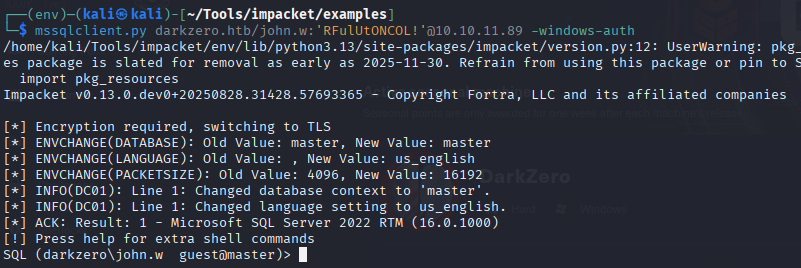 ┌──(env)─(kali㉿kali)-[~/Tools/impacket/examples]
└─$ mssqlclient.py darkzero.htb/john.w:'RFulUtONCOL!'@10.10.11.89 -windows-auth
/home/kali/Tools/impacket/env/lib/python3.13/site-packages/impacket/version.py:12: UserWarning: pkg_
es package is slated for removal as early as 2025-11-30. Refrain from using this package or pin to S
  import pkg_resources
Impacket v0.13.0.dev0+20250828.31428.57693365 - Copyright Fortra, LLC and its affiliated companies
[*] Encryption required, switching to TLS
[*] ENVCHANGE(DATABASE): Old Value: master, New Value: master
[*] ENVCHANGE(LANGUAGE): Old Value: , New Value: us_english
[*] ENVCHANGE(PACKETSIZE): Old Value: 4096, New Value: 16192
[*] INFO(DC01): Line 1: Changed database context to 'master'.
[*] INFO(DC01): Line 1: Changed language setting to us_english.
[*] ACK: Result: 1 - Microsoft SQL Server 2022 RTM (16.0.1000)
[!] Press help for extra shell commands
SQL (darkzero\john.w  guest@master)>
DarkZero
Windows